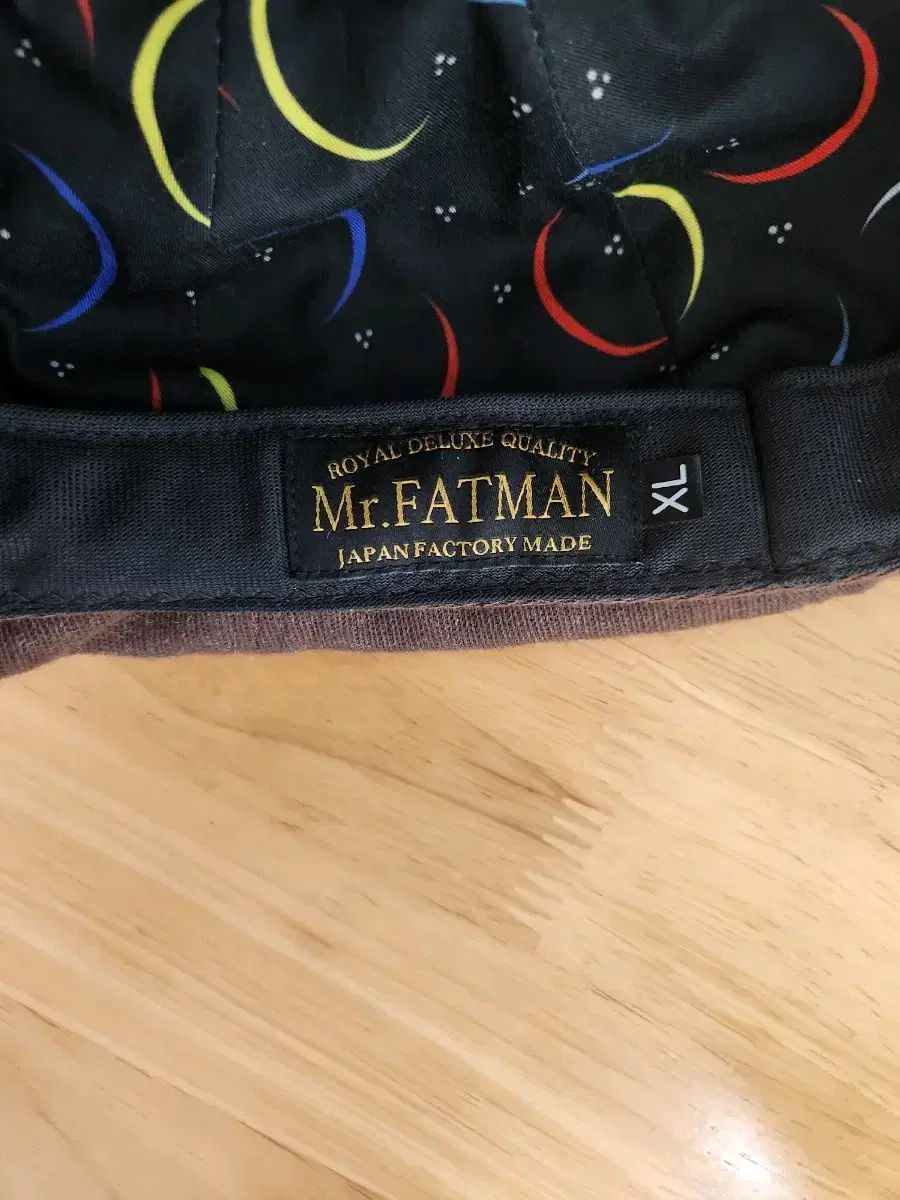 ROYAL DELUXE QUALITY
Mr.FATMAN
JAPAN FACTORY MADE
XL